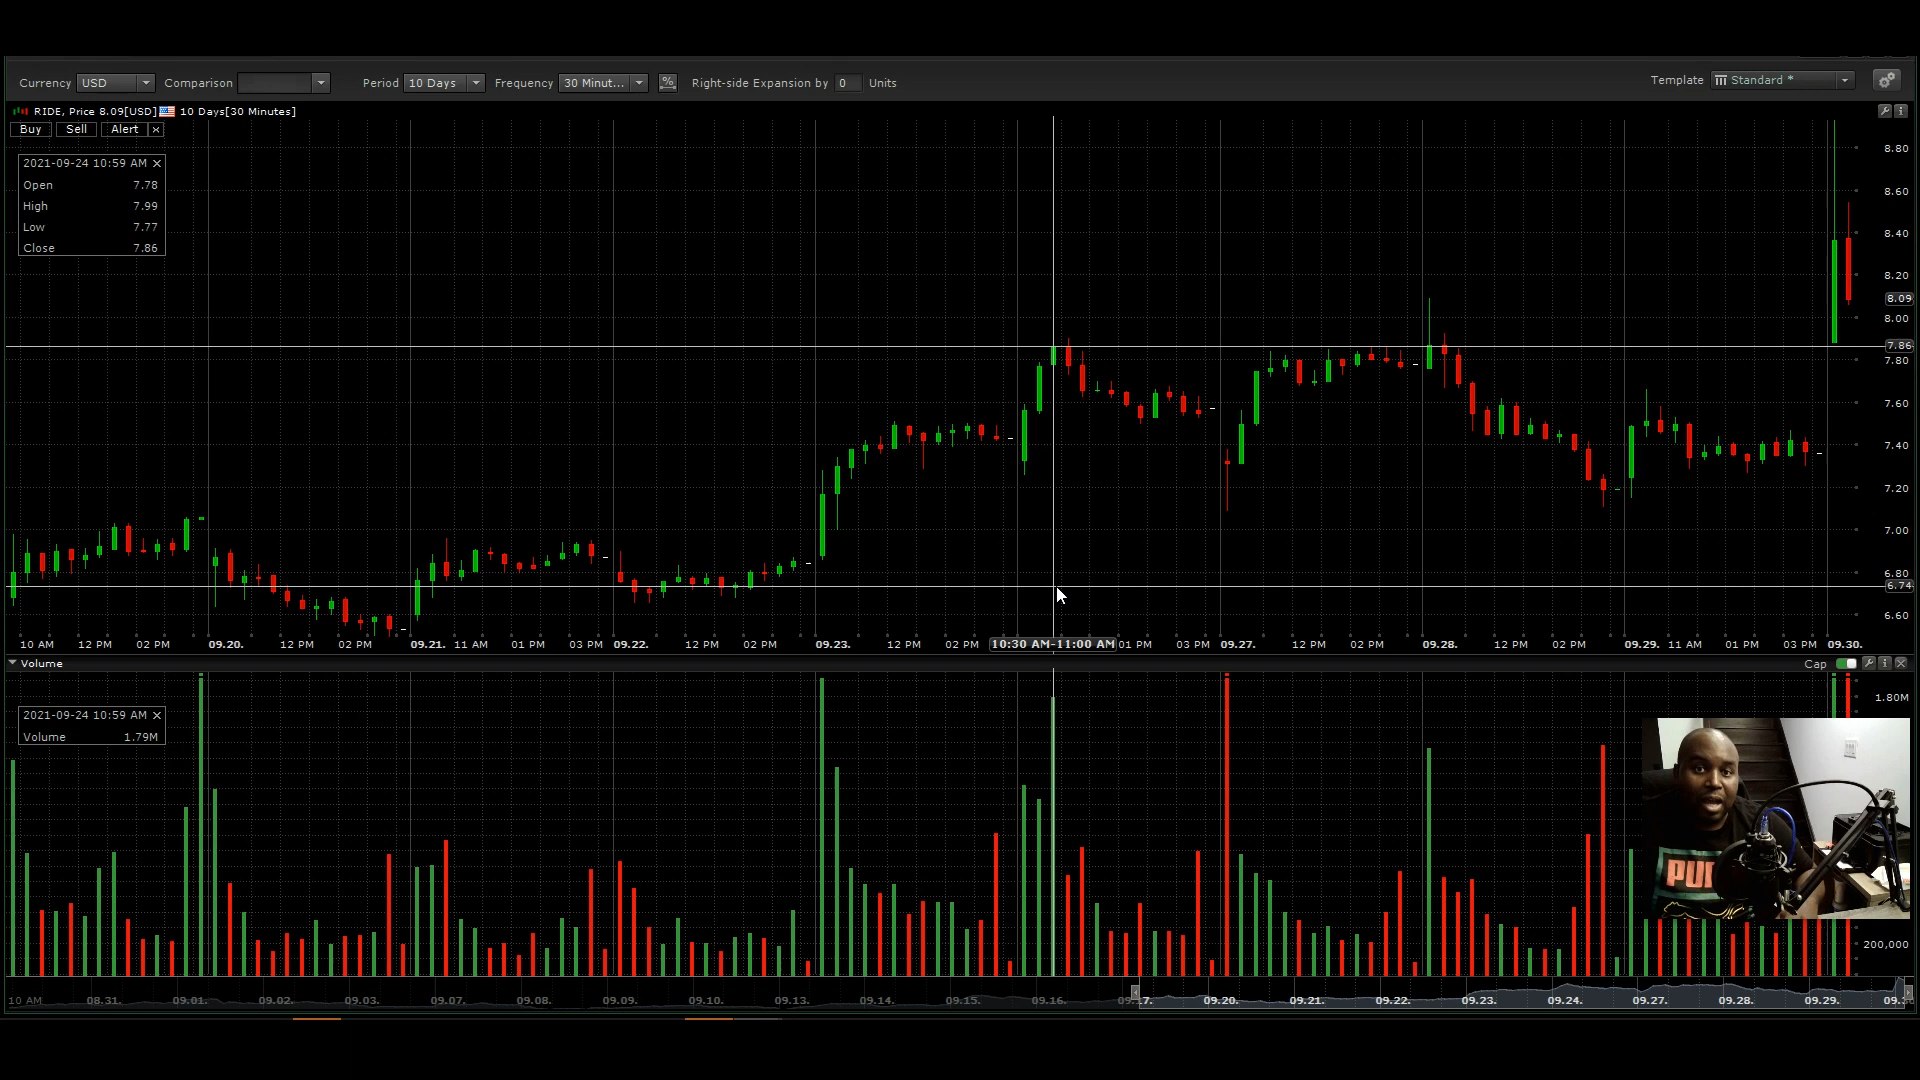 Currency USD Comparison Period 10 Days Frequency 30 Minut... % Right-side Expansion by 0 Units Template Standard *
RIDE, Price 8.09[USD] 10 Days[30 Minutes]
Buy Sell Alert ×
2021-09-24 10:59 AM ×
Open 7.78
High 7.99
Low 7.77
Close 7.86
8.80
8.60
8.40
8.20
8.09
8.00
7.86
7.80
7.60
7.40
7.20
7.00
6.80
6.74
6.60
10 AM 12 PM 02 PM 09.20. 12 PM 02 PM 09.21. 11 AM 01 PM 03 PM 09.22. 12 PM 02 PM 09.23. 12 PM 02 PM 10:30 AM-11:00 AM 01 PM 03 PM 09.27. 12 PM 02 PM 09.28. 11 AM 02 PM 09.29. 11 AM 01 PM 03 PM 09.30.
Volume Cap
1.80M
2021-09-24 10:59 AM ×
Volume 1.79M
PU
200,000
10 AM 08.31. 09.01. 09.02. 09.03. 09.07. 09.08. 09.09. 09.10. 09.13. 09.14. 09.15. 09.16. 09.20. 09.21. 09.22. 09.23. 09.24. 09.27. 09.28. 09.29.